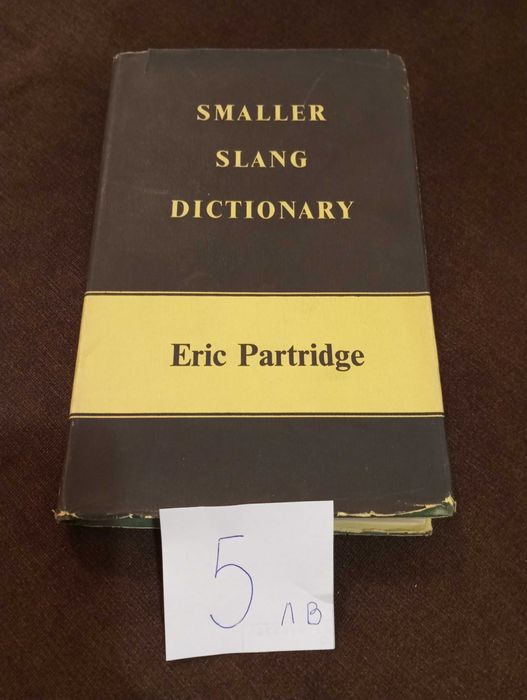 SMALLER
SLANG
DICTIONARY
Eric Partridge
5 лв